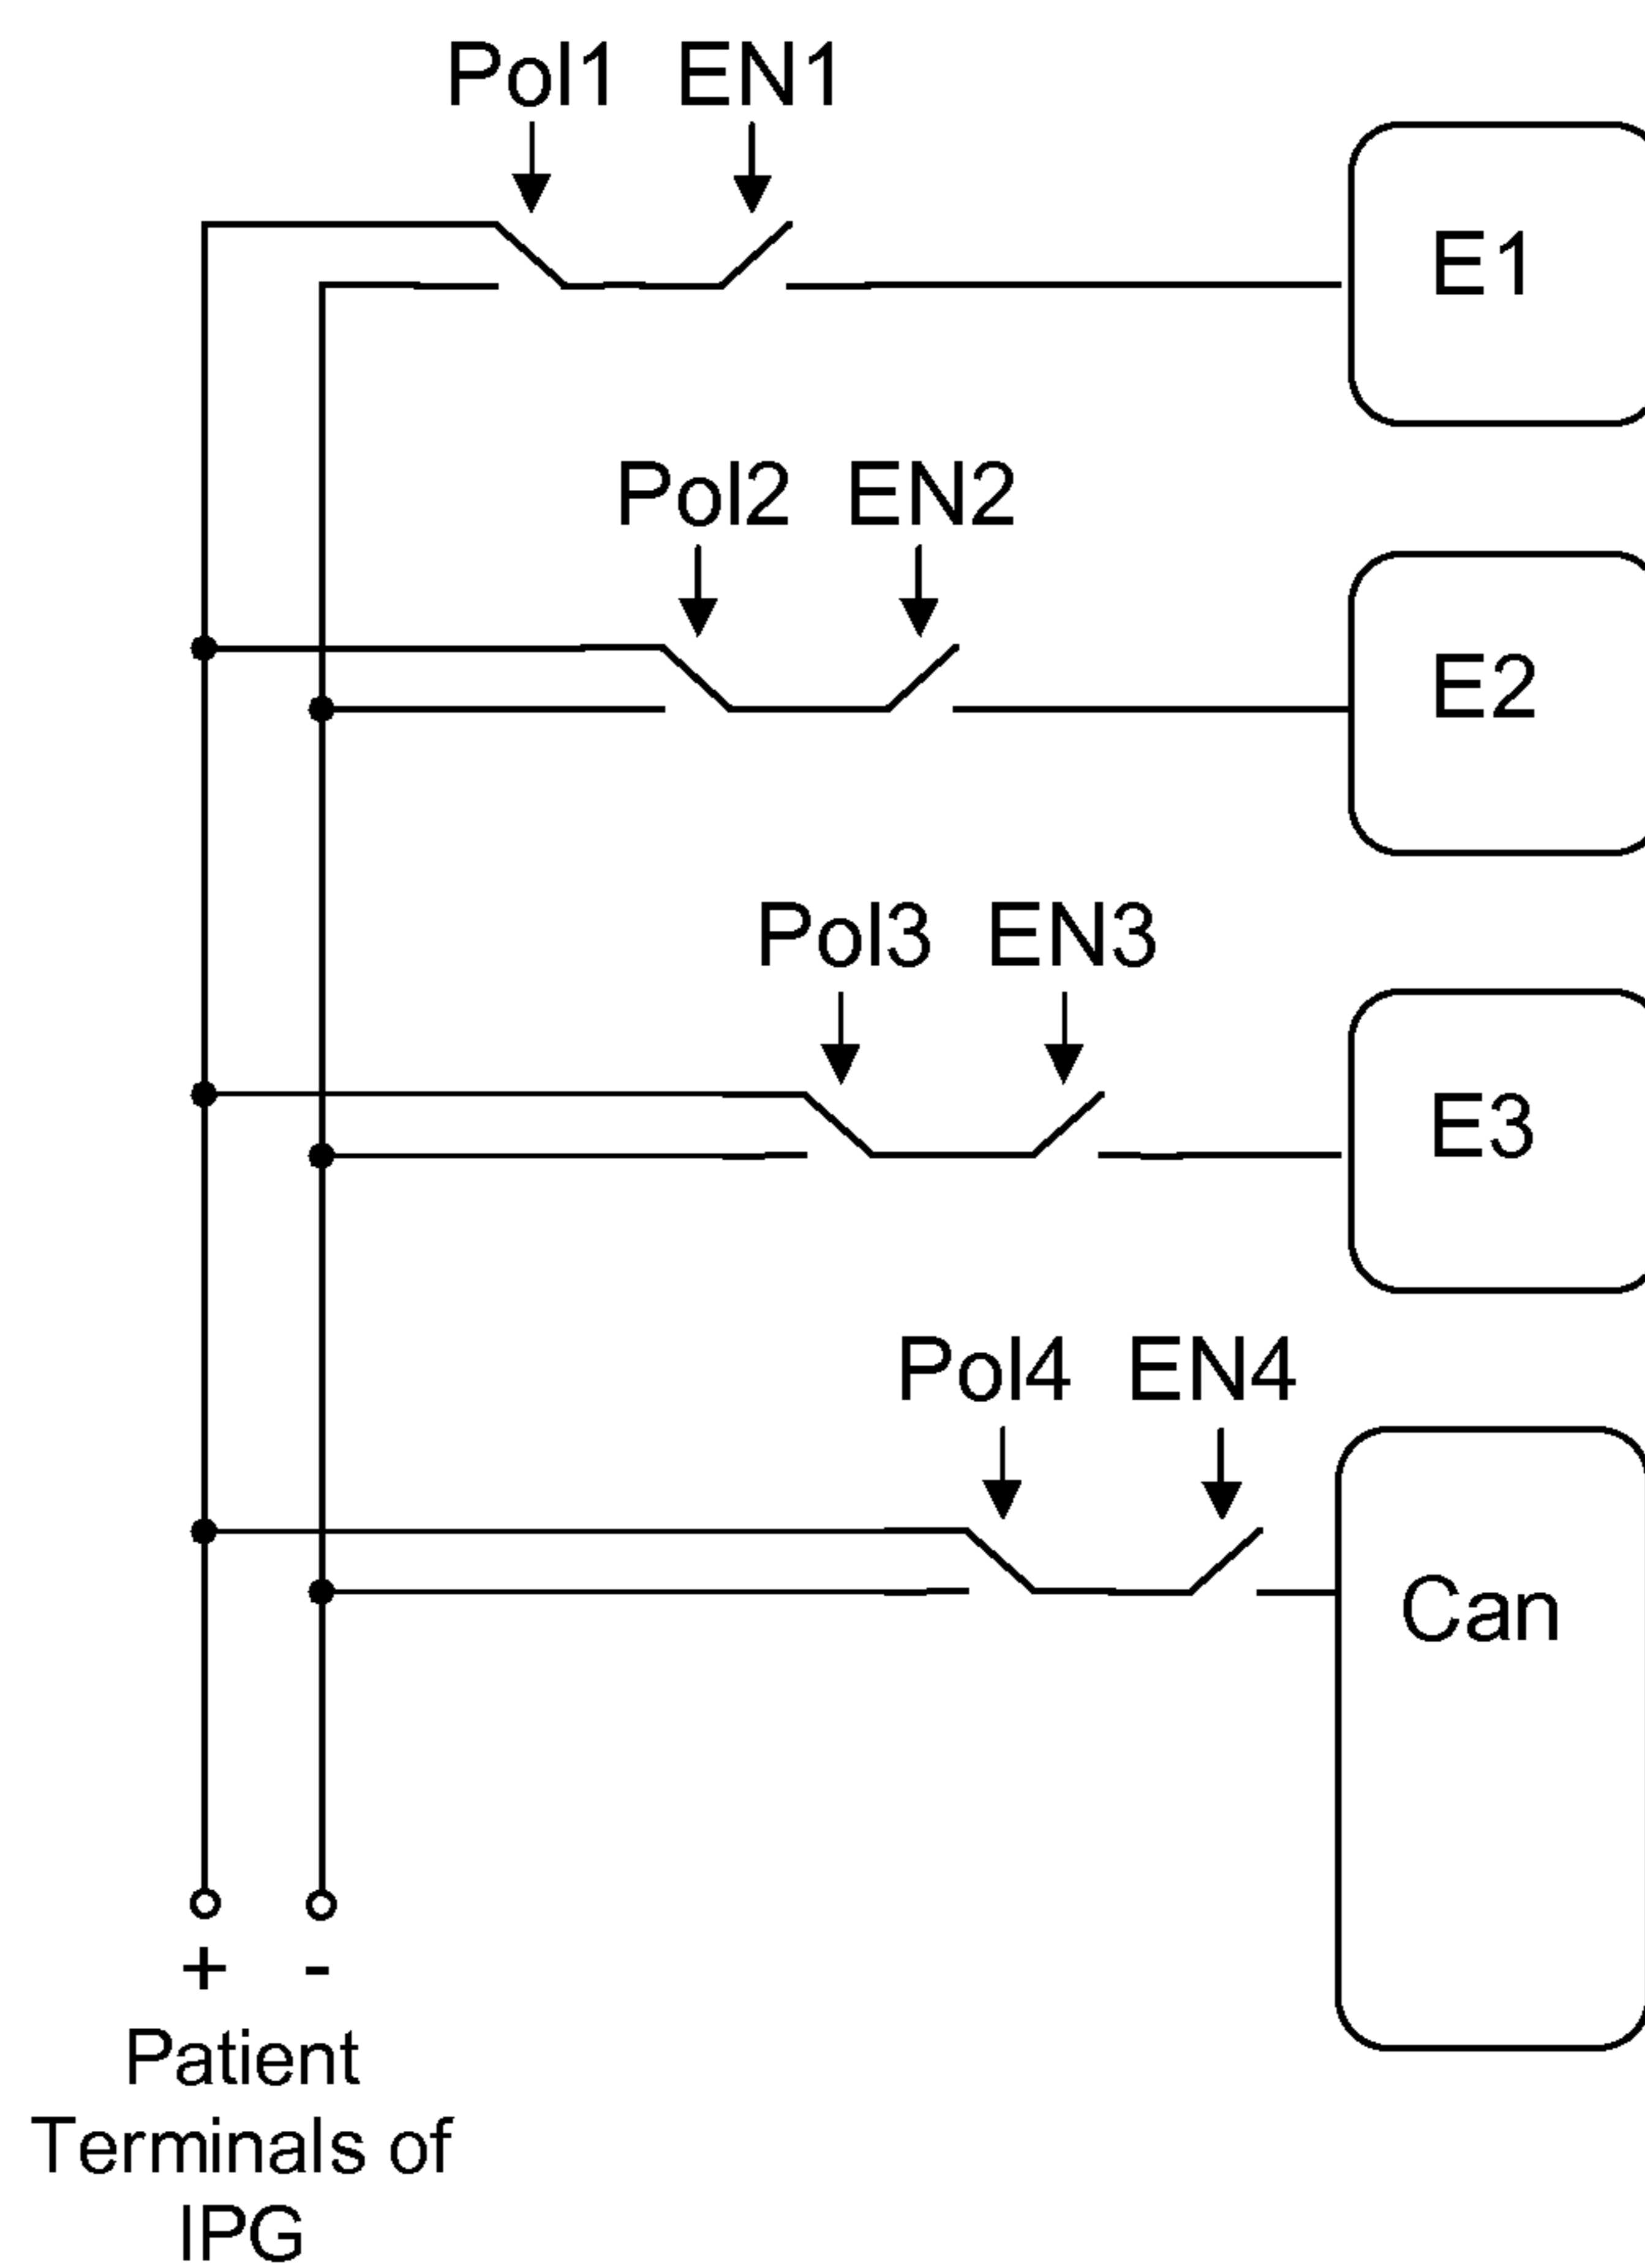 Pol1 EN1
E1
Pol2 EN2
E2
Pol3 EN3
E3
Pol4 EN4
Can
+ -
Patient
Terminals of
IPG